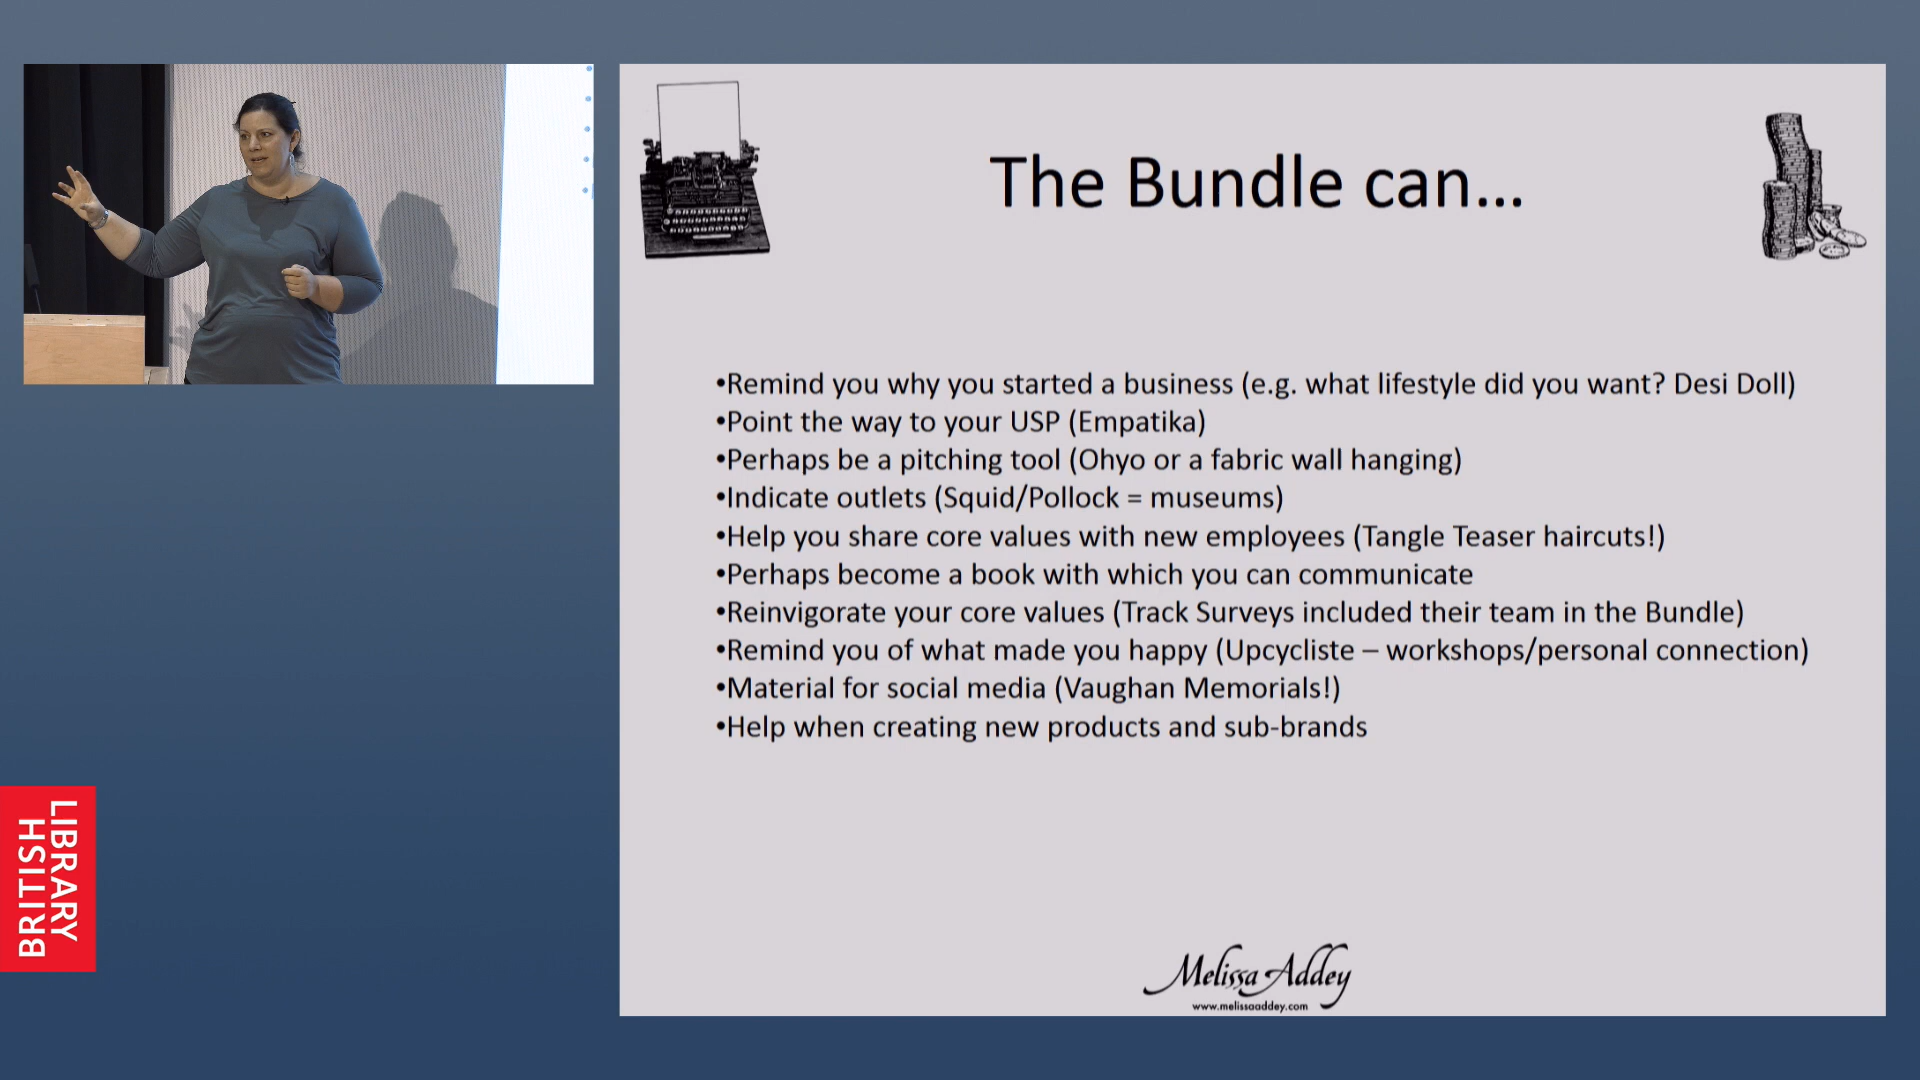 The Bundle can...
•Remind you why you started a business (e.g. what lifestyle did you want? Desi Doll)
•Point the way to your USP (Empatika)
•Perhaps be a pitching tool (Ohyo or a fabric wall hanging)
•Indicate outlets (Squid/Pollock = museums)
•Help you share core values with new employees (Tangle Teaser haircuts!)
•Perhaps become a book with which you can communicate
•Reinvigorate your core values (Track Surveys included their team in the Bundle)
•Remind you of what made you happy (Upcycliste – workshops/personal connection)
•Material for social media (Vaughan Memorials!)
•Help when creating new products and sub-brands
Melissa Addey
www.melissaaddey.com
BRITISH
LIBRARY